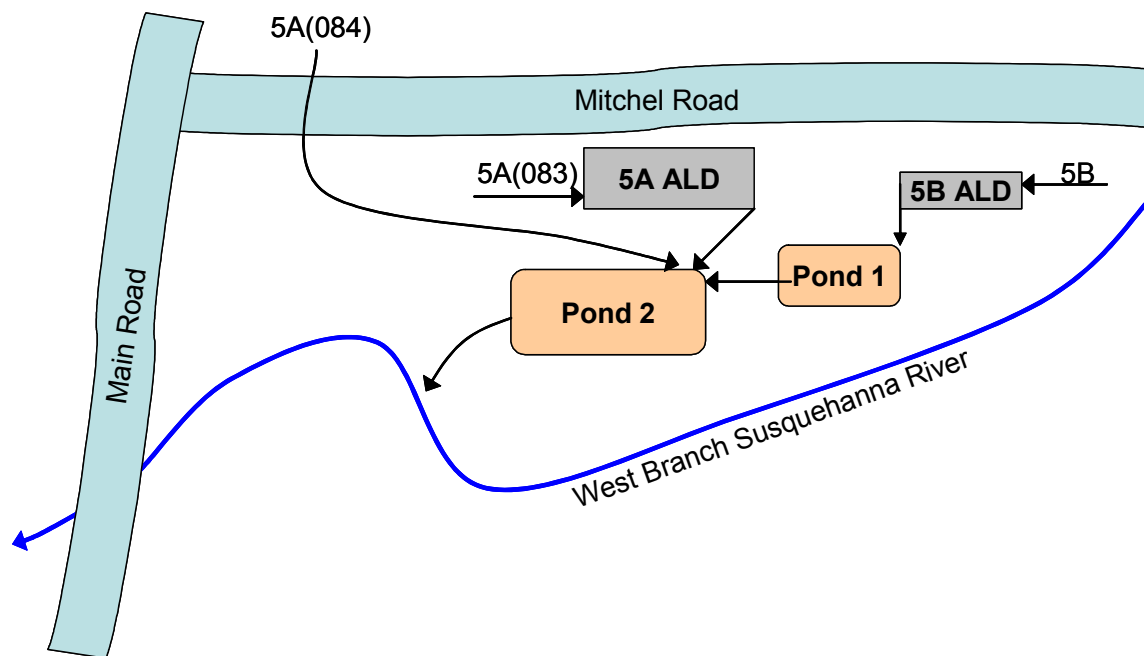 5A(084)
Mitchel Road
5A(083)
5A ALD
5B ALD
5B
Pond 1
Pond 2
Main Road
West Branch Susquehanna River